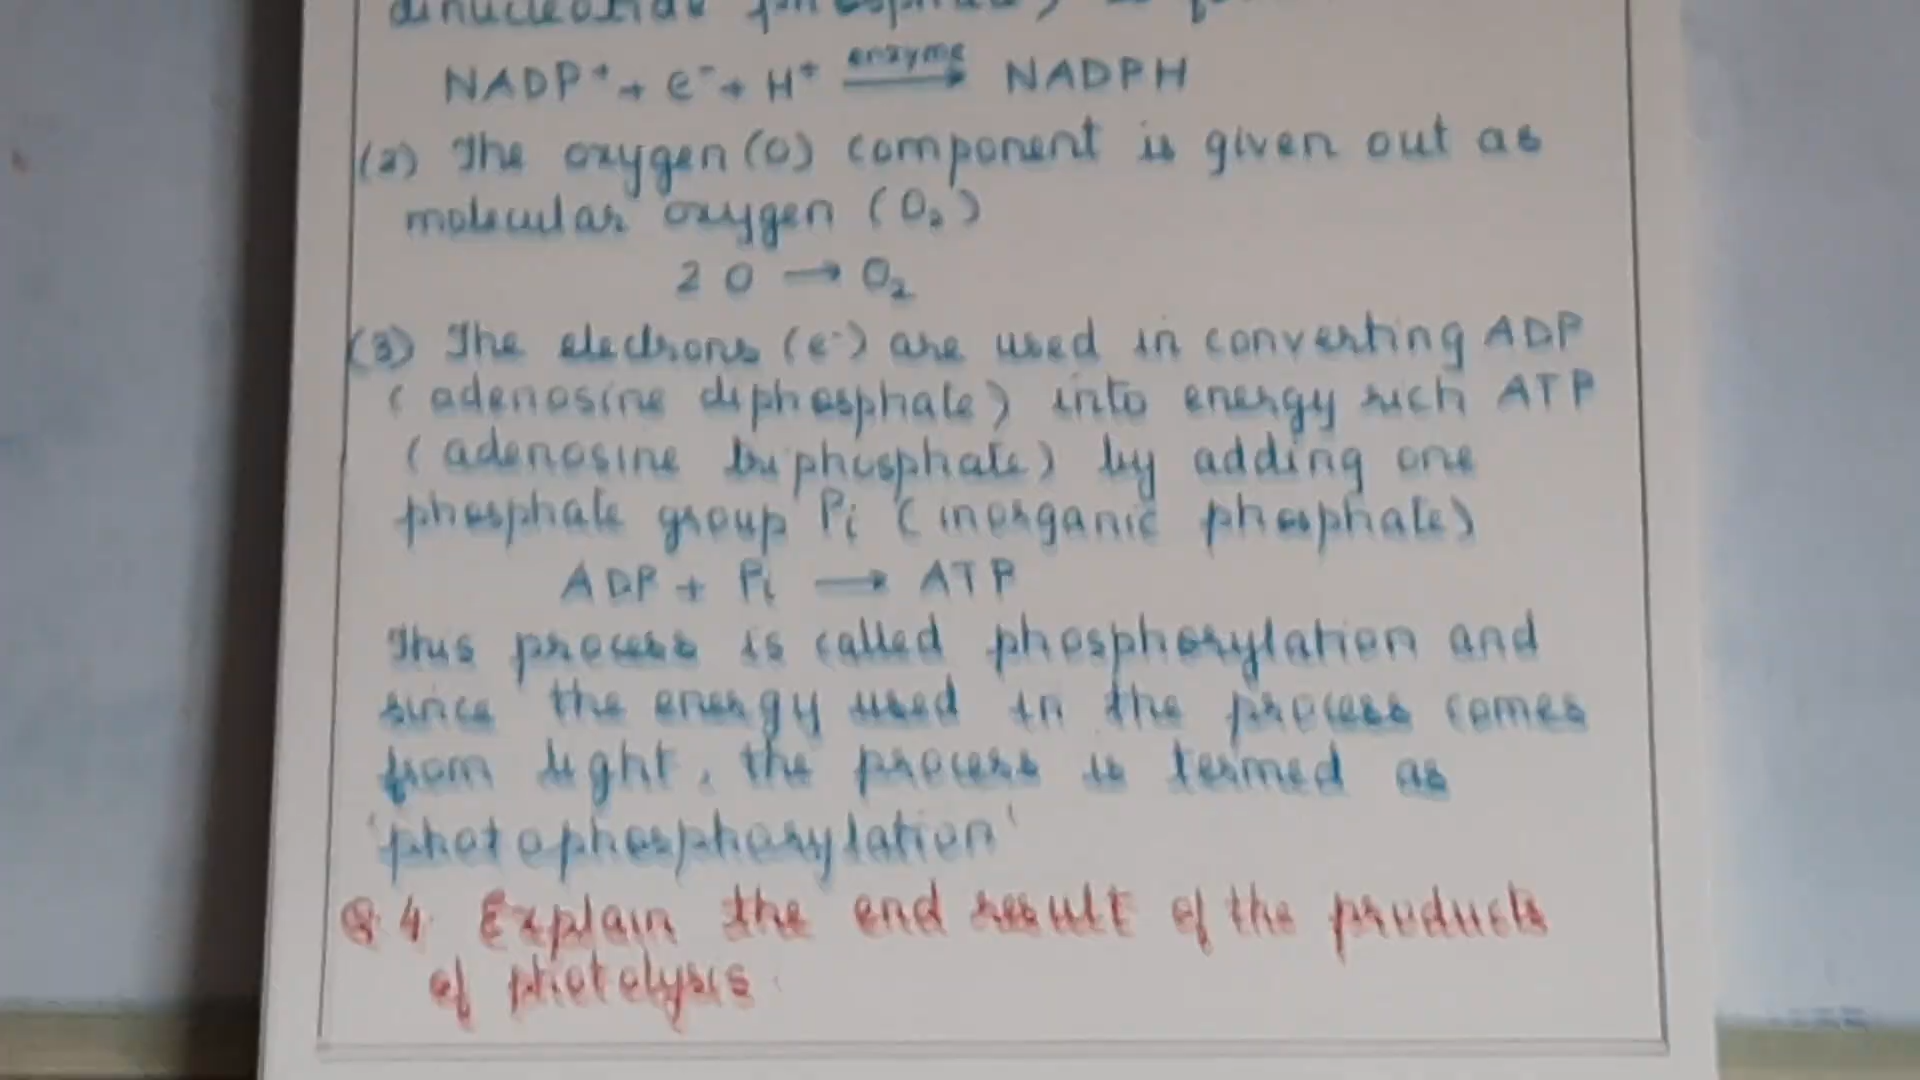 dinucleotide phosphate)
NADP⁺ + e⁻ + H⁺ enzyme → NADPH
(2) The oxygen (O) component is given out as
molecular oxygen (O₂)
2 O → O₂
(3) The electrons (e⁻) are used in converting ADP
(adenosine diphosphate) into energy rich ATP
(adenosine triphosphate) by adding one
phosphate group Pi (inorganic phosphate)
ADP + Pi → ATP
This process is called phosphorylation and
since the energy used in the process comes
from light, the process is termed as
'photophosphorylation'
Q.4. Explain the end result of the products
of photolysis.